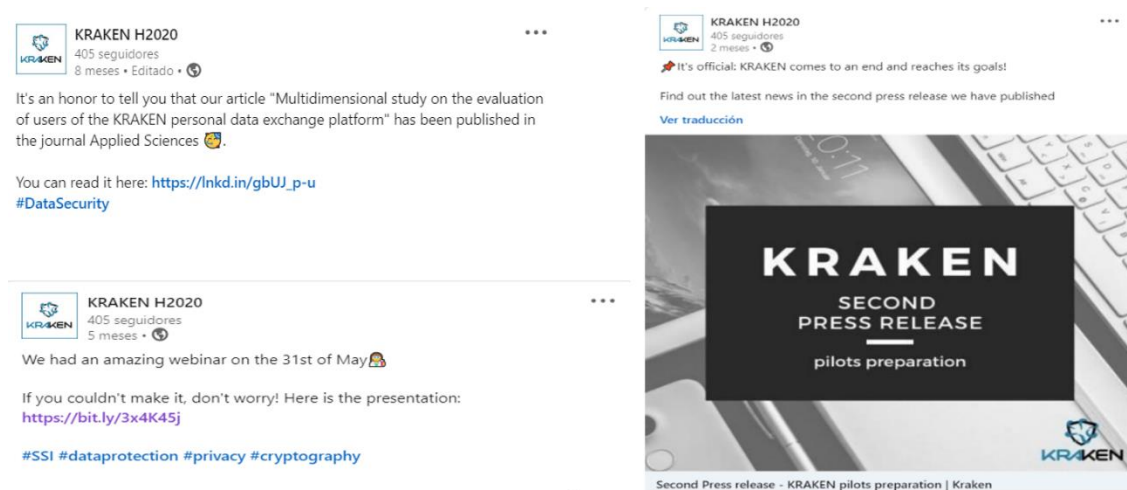 KRAKEN
KRAKEN H2020
405 seguidores
8 meses • Editado •
It's an honor to tell you that our article "Multidimensional study on the evaluation
of users of the KRAKEN personal data exchange platform" has been published in
the journal Applied Sciences 🥳.
You can read it here: https://lnkd.in/gbUJ_p-u
#DataSecurity
KRAKEN
KRAKEN H2020
405 seguidores
5 meses •
We had an amazing webinar on the 31st of May
If you couldn't make it, don't worry! Here is the presentation:
https://bit.ly/3x4K45j
#SSI #dataprotection #privacy #cryptography
KRAKEN
KRAKEN H2020
405 seguidores
2 meses •
📌It's official: KRAKEN comes to an end and reaches its goals!
Find out the latest news in the second press release we have published
Ver traducción
KRAKEN
SECOND
PRESS RELEASE
pilots preparation
KRAKEN
Second Press release - KRAKEN pilots preparation | Kraken